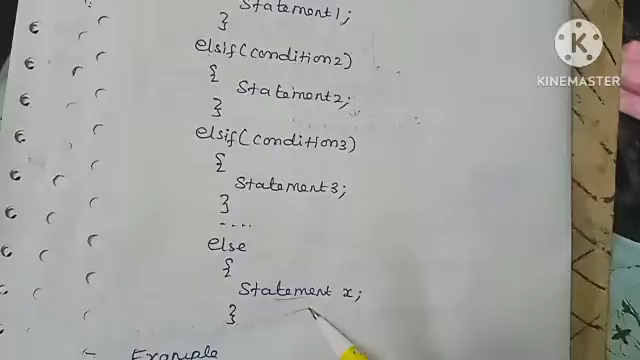 Statement1;
}
elsif(Condition2)
{
Statement2;
}
elsif(Condition3)
{
Statement3;
}
....
else
{
Statement x;
}
Example
K
KINEMASTER